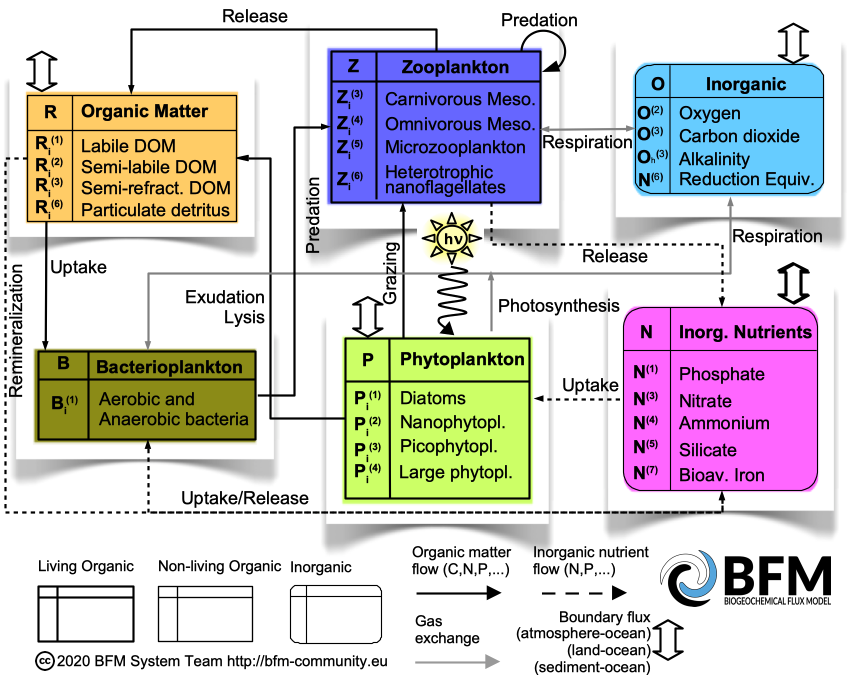 Release
Predation
R Organic Matter
R_i^(1) Labile DOM
R_i^(2) Semi-labile DOM
R_i^(3) Semi-refract. DOM
R_i^(6) Particulate detritus
Z Zooplankton
Z_i^(3) Carnivorous Meso.
Z_i^(4) Omnivorous Meso.
Z_i^(5) Microzooplankton
Z_i^(6) Heterotrophic
nanoflagellates
O Inorganic
O^(2) Oxygen
O^(3) Carbon dioxide
O_h^(3) Alkalinity
N^(6) Reduction Equiv.
Respiration
Predation
Grazing
hν
Respiration
Release
Uptake
Remineralization
Exudation
Lysis
Photosynthesis
B Bacterioplankton
B_i^(1) Aerobic and
Anaerobic bacteria
P Phytoplankton
P_i^(1) Diatoms
P_i^(2) Nanophytopl.
P_i^(3) Picophytopl.
P_i^(4) Large phytopl.
Uptake
N Inorg. Nutrients
N^(1) Phosphate
N^(3) Nitrate
N^(4) Ammonium
N^(5) Silicate
N^(7) Bioav. Iron
Uptake/Release
Living Organic
Non-living Organic
Inorganic
Organic matter
flow (C,N,P,...)
Inorganic nutrient
flow (N,P,...)
Gas
exchange
Boundary flux
(atmosphere-ocean)
(land-ocean)
(sediment-ocean)
BFM
BIOGEOCHEMICAL FLUX MODEL
cc 2020 BFM System Team http://bfm-community.eu